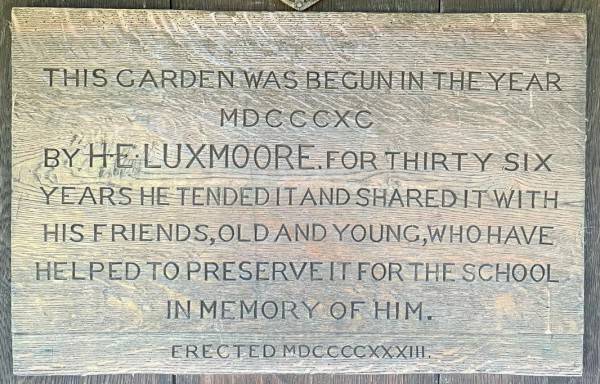 THIS GARDEN WAS BEGUN IN THE YEAR
MDCCCXC
BY H·E·LUXMOORE. FOR THIRTY SIX
YEARS HE TENDED IT AND SHARED IT WITH
HIS FRIENDS, OLD AND YOUNG, WHO HAVE
HELPED TO PRESERVE IT FOR THE SCHOOL
IN MEMORY OF HIM.
ERECTED MDCCCCXXXIII.